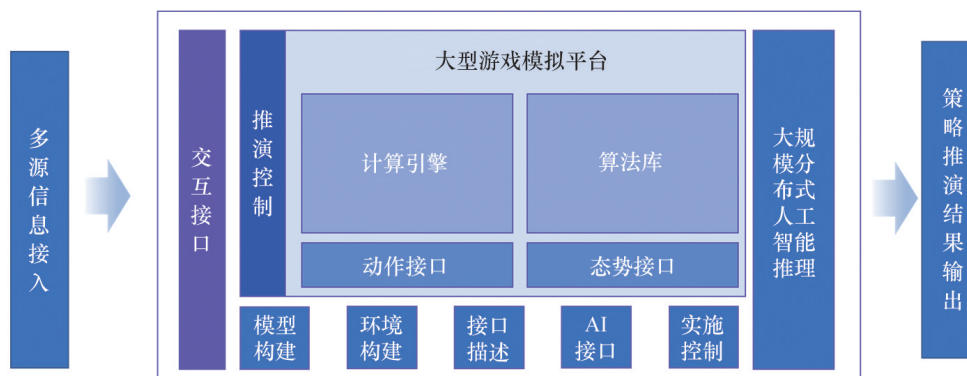 多源信息接入
交互接口
推演控制
大型游戏模拟平台
计算引擎
算法库
动作接口
态势接口
模型
构建
环境
构建
接口
描述
AI
接口
实施
控制
大规
模分
布式
人工
智能
推理
策略推演结果输出